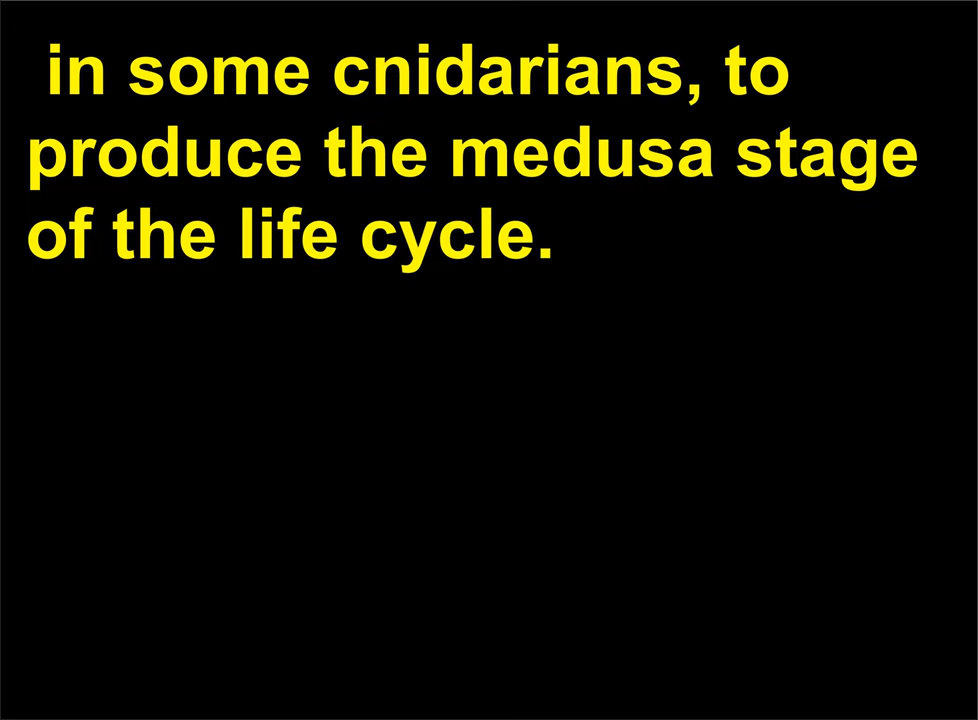 in some cnidarians, to
produce the medusa stage
of the life cycle.